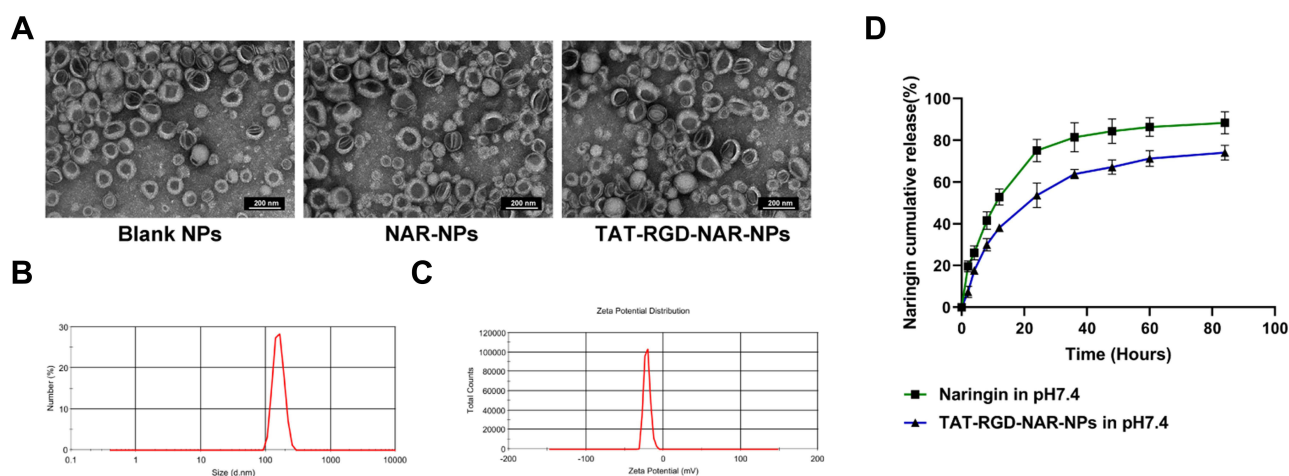 A
200 nm
200 nm
200 nm
Blank NPs
NAR-NPs
TAT-RGD-NAR-NPs
B
Number (%)
30
20
10
0
0.1
1
10
100
1000
10000
Size (d.nm)
C
Zeta Potential Distribution
Total Counts
120000
100000
80000
60000
40000
20000
0
-200
-100
0
100
200
Zeta Potential (mV)
D
Naringin cumulative release(%)
100
80
60
40
20
0
0
20
40
60
80
100
Time (Hours)
Naringin in pH7.4
TAT-RGD-NAR-NPs in pH7.4